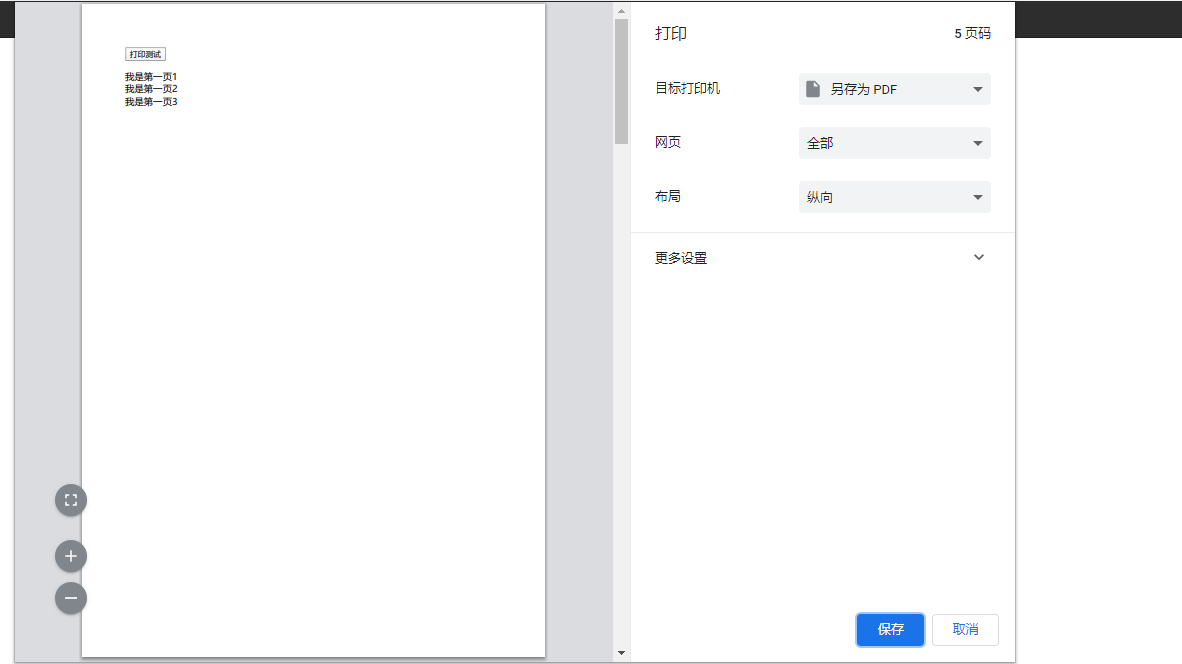 打印测试
我是第一页1
我是第一页2
我是第一页3
打印
5 页码
目标打印机
另存为 PDF
网页
全部
布局
纵向
更多设置
保存
取消